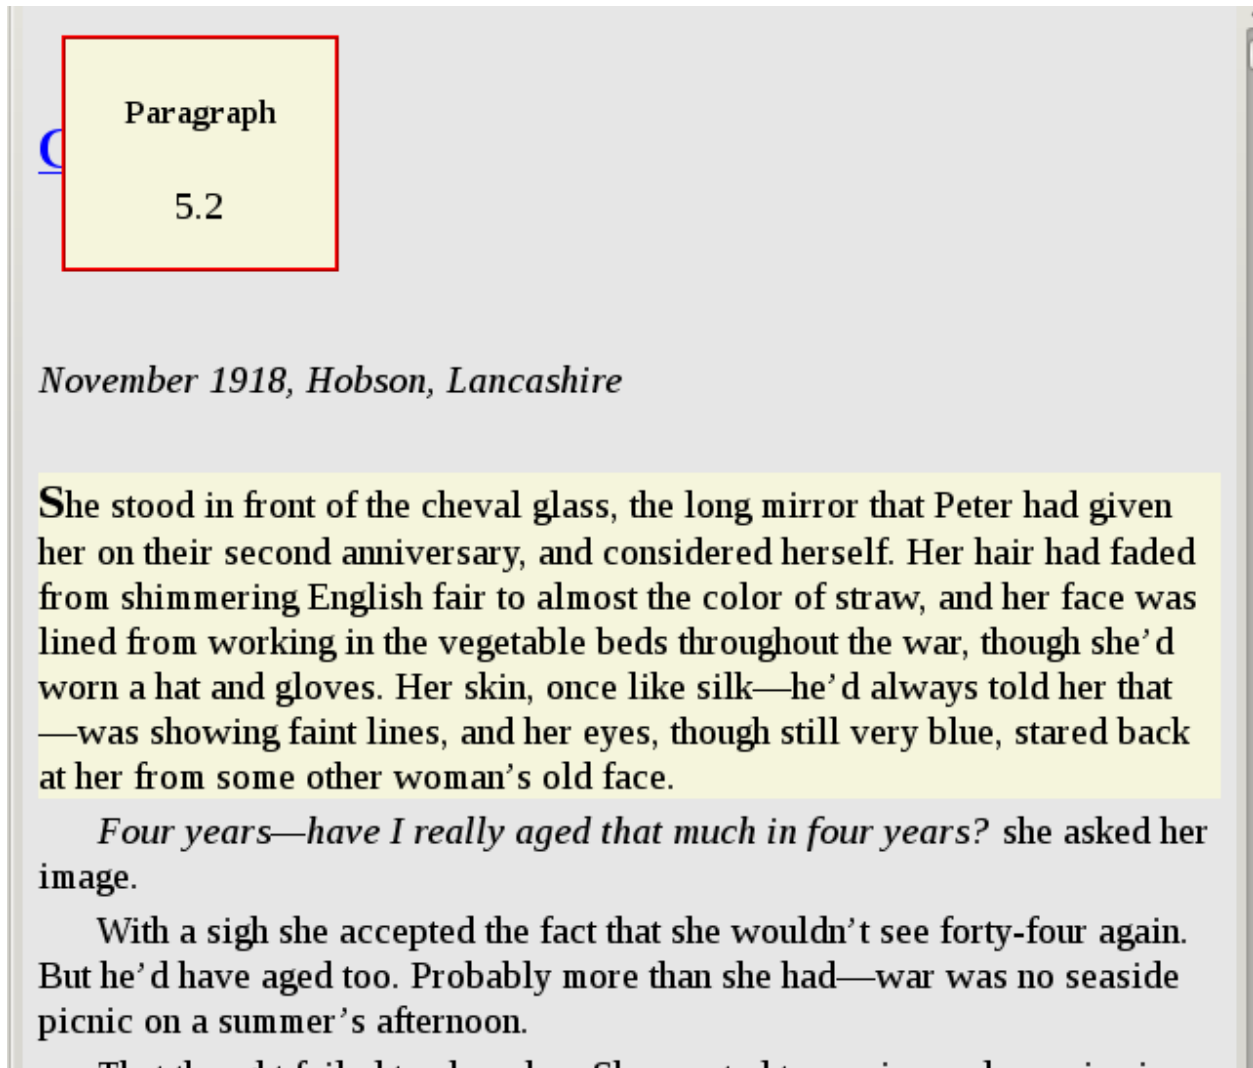 Paragraph
C
5.2
November 1918, Hobson, Lancashire
She stood in front of the cheval glass, the long mirror that Peter had given
her on their second anniversary, and considered herself. Her hair had faded
from shimmering English fair to almost the color of straw, and her face was
lined from working in the vegetable beds throughout the war, though she’d
worn a hat and gloves. Her skin, once like silk—he’d always told her that
—was showing faint lines, and her eyes, though still very blue, stared back
at her from some other woman’s old face.
Four years—have I really aged that much in four years? she asked her
image.
With a sigh she accepted the fact that she wouldn’t see forty-four again.
But he’d have aged too. Probably more than she had—war was no seaside
picnic on a summer’s afternoon.